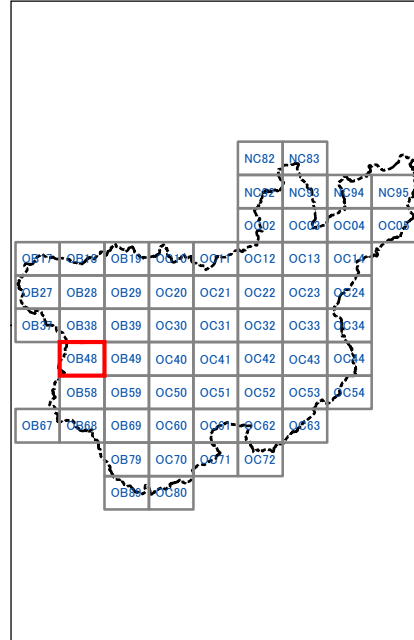 NC82 NC83
NC92 NC93 NC94 NC95
OC02 OC03 OC04 OC05
OB17 OB18 OB19 OC10 OC11 OC12 OC13 OC14
OB27 OB28 OB29 OC20 OC21 OC22 OC23 OC24
OB37 OB38 OB39 OC30 OC31 OC32 OC33 OC34
OB48 OB49 OC40 OC41 OC42 OC43 OC44
OB58 OB59 OC50 OC51 OC52 OC53 OC54
OB67 OB68 OB69 OC60 OC61 OC62 OC63
OB79 OC70 OC71 OC72
OB89 OC80